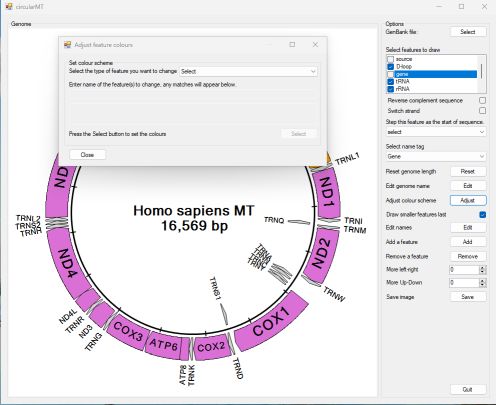 circularMT
Genome
Adjust feature colours
Set colour scheme
Select the type of feature you want to change
Select
Enter name of the feature(s) to change, any matches will appear below.
Press the Select button to set the colours
Select
Close
Options
GenBank file:
Select
Select features to draw
source
D-loop
gene
tRNA
rRNA
Reverse complement sequence
Switch strand
Step this feature as the start of sequence.
select
Select name tag
Gene
Reset genome length
Reset
Edit genome name
Edit
Adjust colour scheme
Adjust
Draw smaller features last
Edit names
Edit
Add a feature
Add
Remove a feature
Remove
More left-right
0
More Up-Down
0
Save image
Save
Quit
Homo sapiens MT
16,569 bp
TRNL1
ND1
TRNI
TRNQ
TRNM
ND2
TRNW
TRNA
TRNY
COX1
TRNS1
TRND
COX2
TRNK
ATP8
ATP6
COX3
TRNG
ND3
TRNR
ND4L
ND4
TRNH
TRNS2
TRNL2
ND